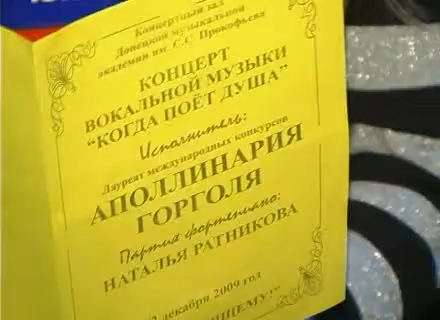 Концертный зал
Донецкой музыкальной
академии им. С.С. Прокофьева
КОНЦЕРТ
ВОКАЛЬНОЙ МУЗЫКИ
"КОГДА ПОЁТ ДУША"
Исполнитель:
Лауреат международных конкурсов
АПОЛЛИНАРИЯ
ГОРГОЛЯ
Партия фортепиано:
НАТАЛЬЯ РАТНИКОВА
декабря 2009 год